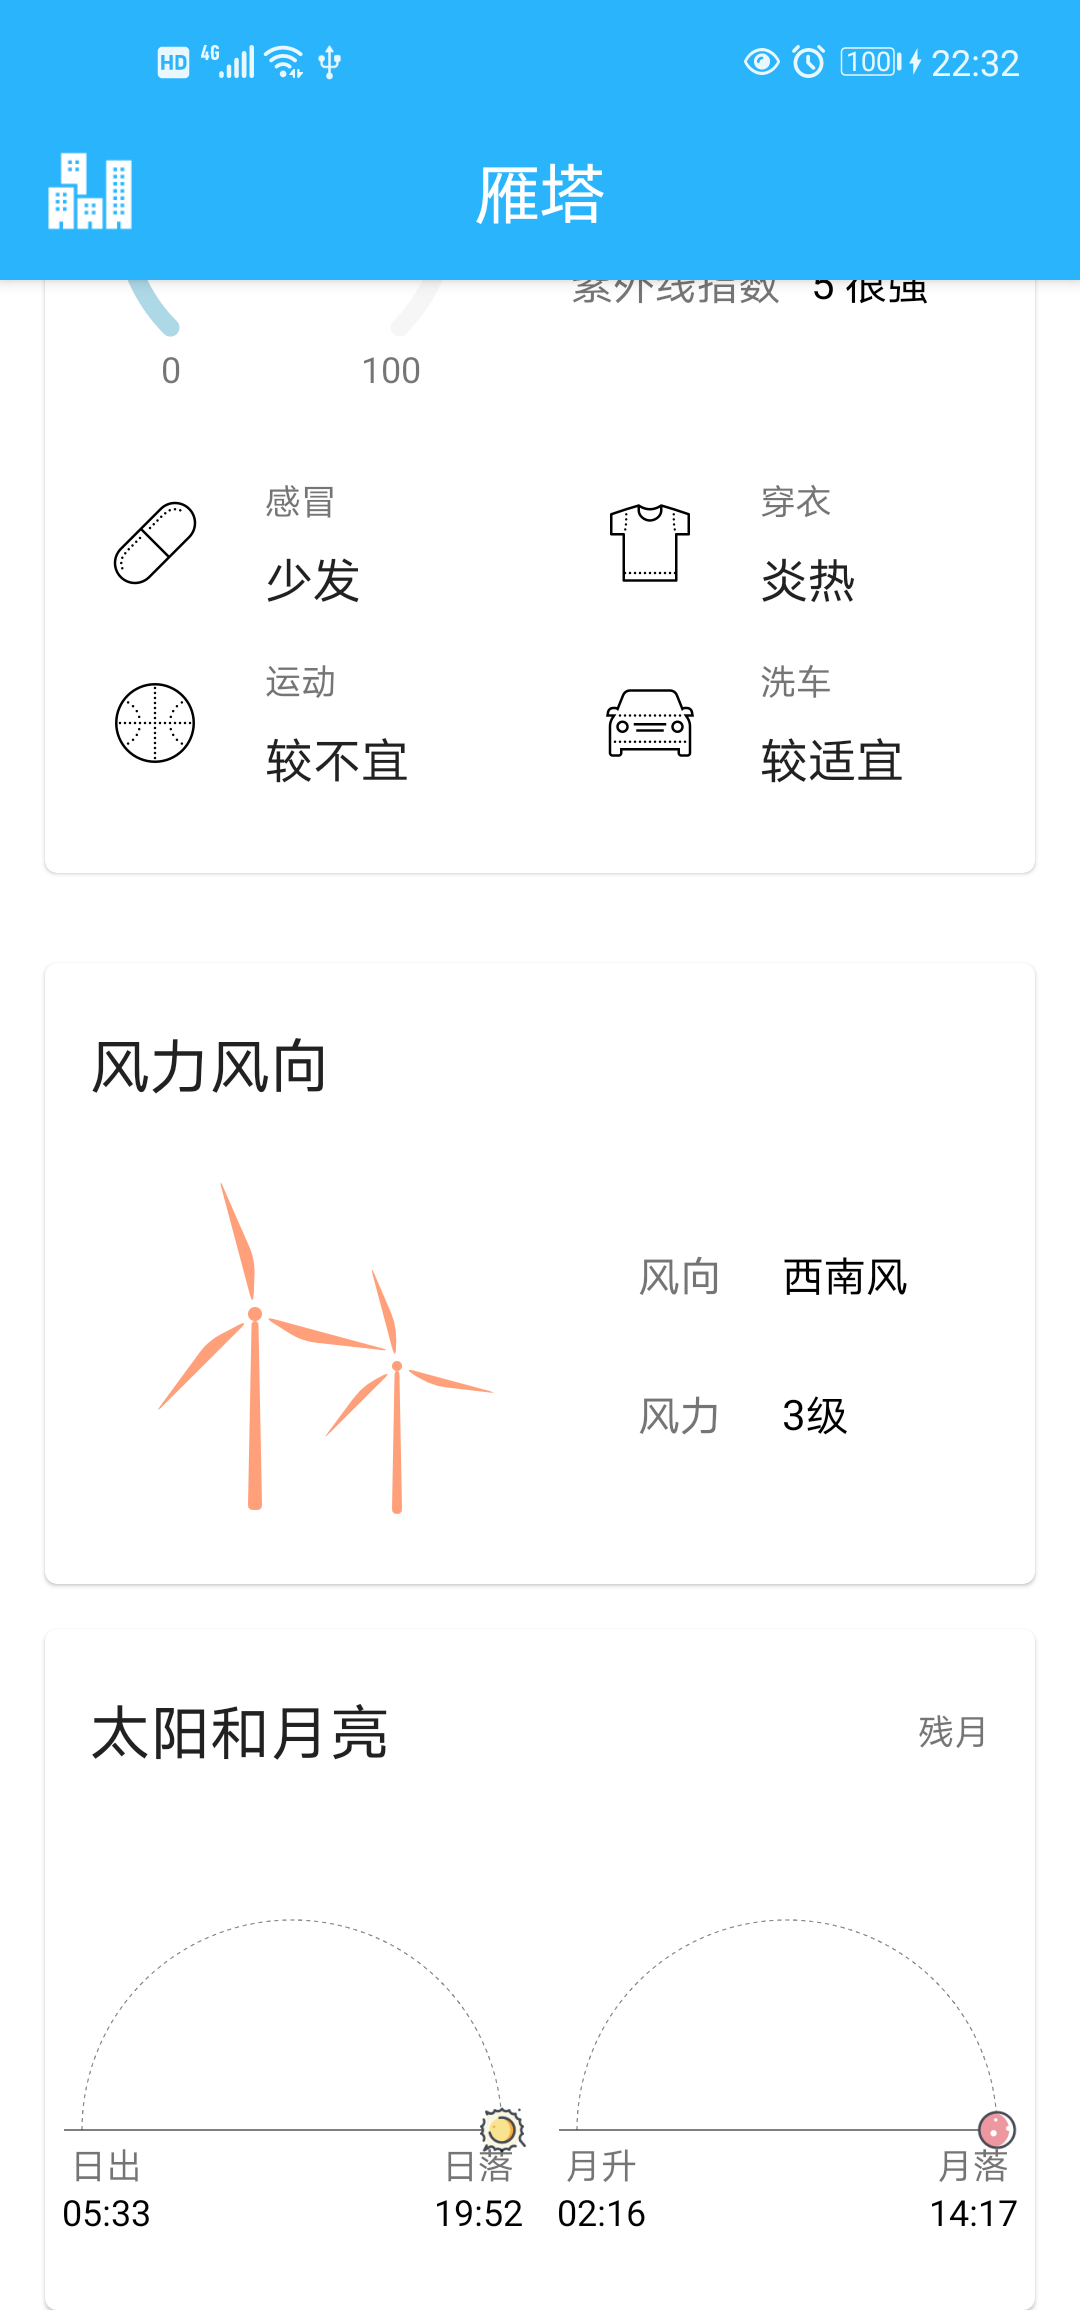 HD 4G 100 22:32
雁塔
紫外线指数 5 很强
0 100
感冒 穿衣
少发 炎热
运动 洗车
较不宜 较适宜
风力风向
风向 西南风
风力 3级
太阳和月亮 残月
日出 日落 月升 月落
05:33 19:52 02:16 14:17